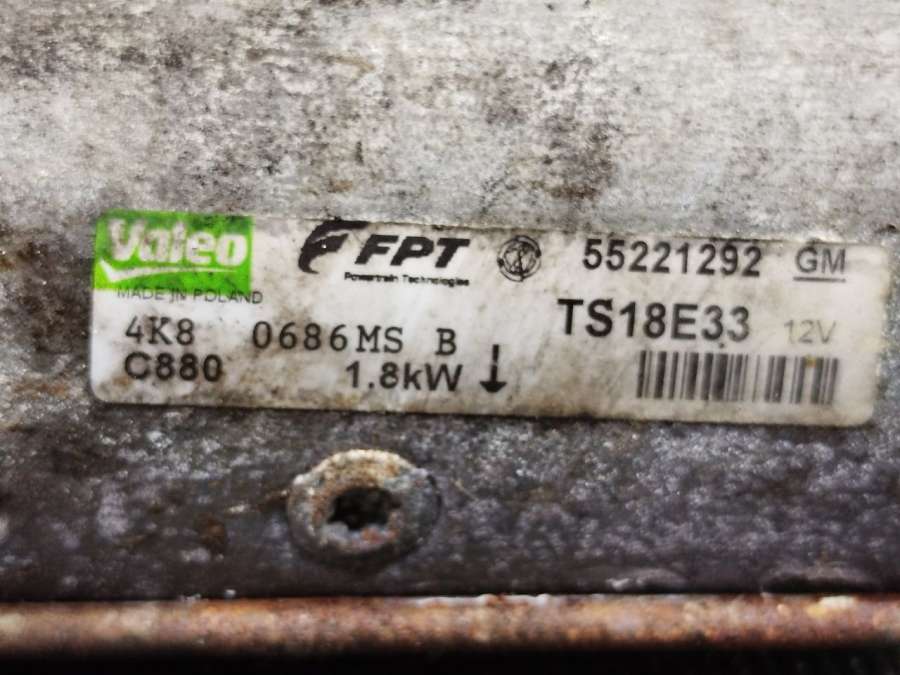 Valeo
FPT
55221292 GM
Powertrain Technologies
MADE IN POLAND
TS18E33 12V
4K8 0686MS B
C880 1.8kW